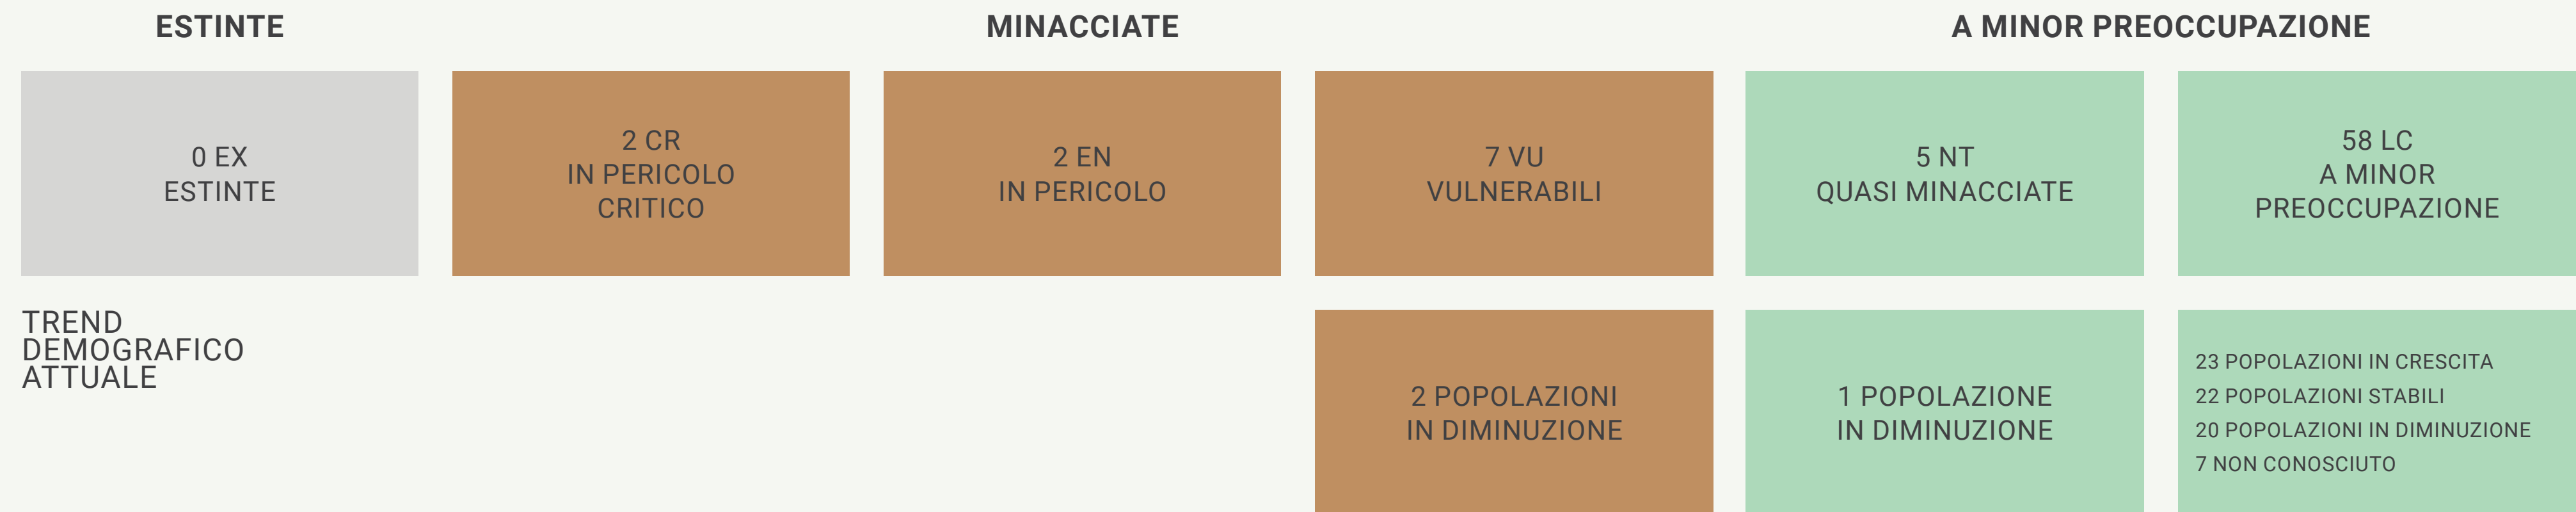 ESTINTE
MINACCIATE
A MINOR PREOCCUPAZIONE
0 EX
ESTINTE
2 CR
IN PERICOLO
CRITICO
2 EN
IN PERICOLO
7 VU
VULNERABILI
5 NT
QUASI MINACCIATE
58 LC
A MINOR
PREOCCUPAZIONE
TREND
DEMOGRAFICO
ATTUALE
2 POPOLAZIONI
IN DIMINUZIONE
1 POPOLAZIONE
IN DIMINUZIONE
23 POPOLAZIONI IN CRESCITA
22 POPOLAZIONI STABILI
20 POPOLAZIONI IN DIMINUZIONE
7 NON CONOSCIUTO